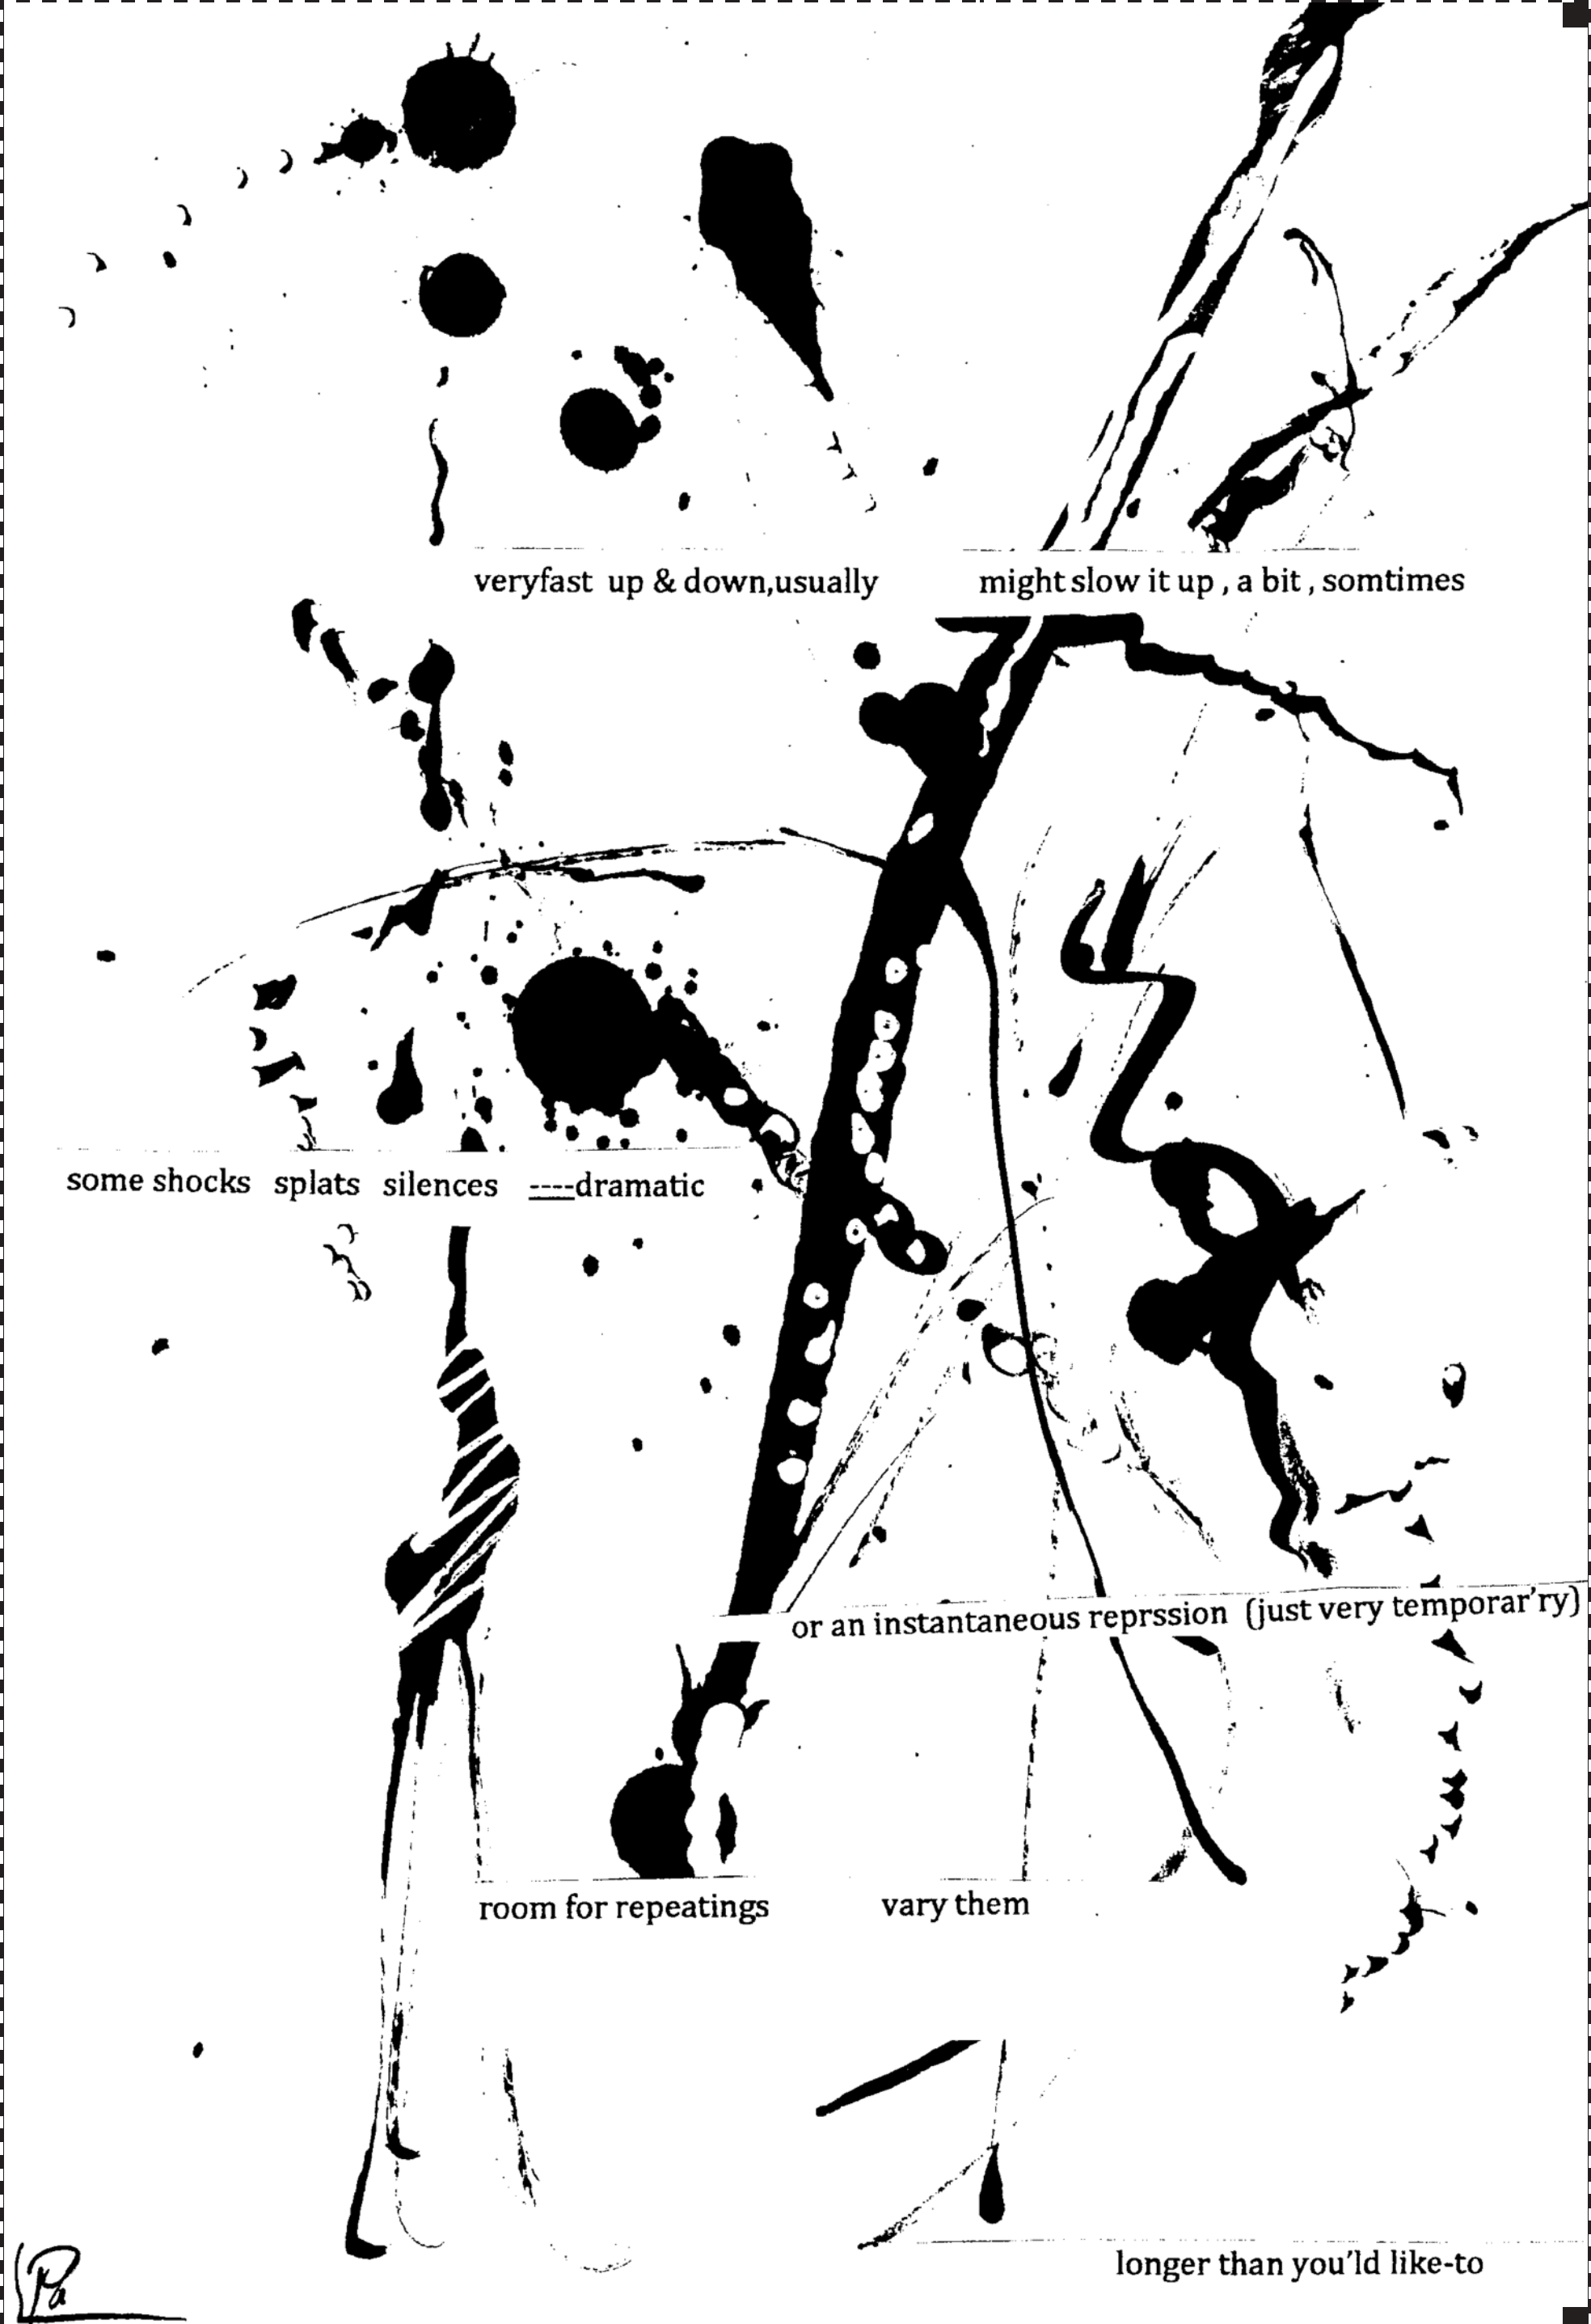 veryfast up & down,usually
might slow it up , a bit , somtimes
some shocks splats silences ----dramatic
or an instantaneous reprssion (just very temporar'ry)
room for repeatings
vary them
longer than you'ld like-to
Pa